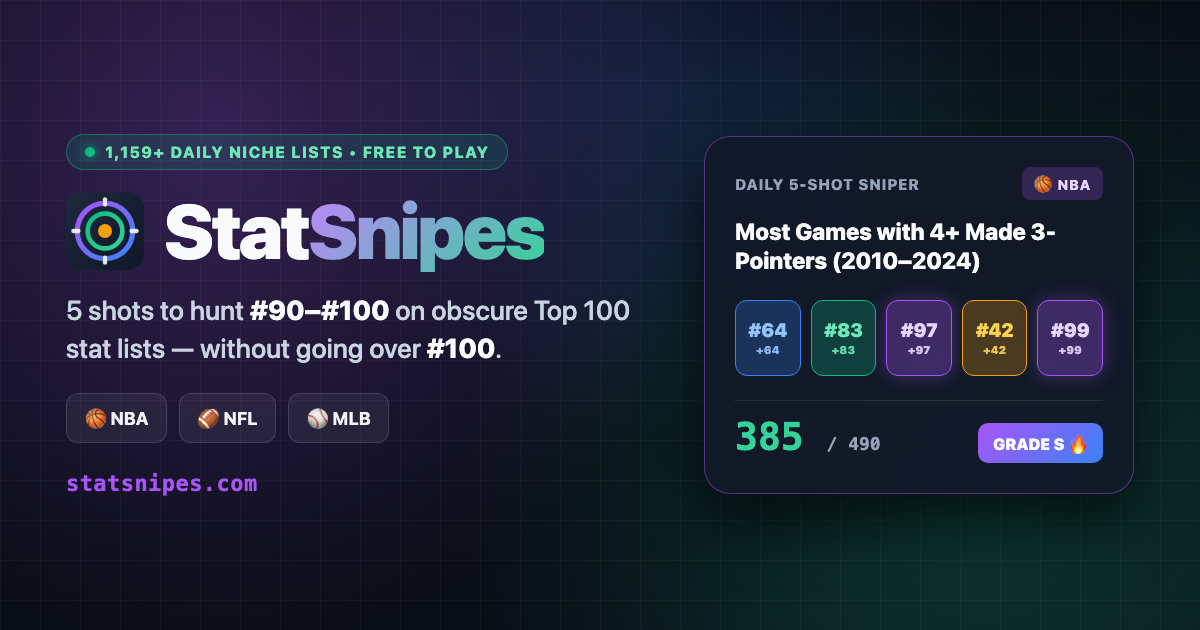 1,159+ DAILY NICHE LISTS • FREE TO PLAY
StatSnipes
5 shots to hunt #90–#100 on obscure Top 100
stat lists — without going over #100.
🏀 NBA 🏈 NFL ⚾ MLB
statsnipes.com
DAILY 5-SHOT SNIPER 🏀 NBA
Most Games with 4+ Made 3-
Pointers (2010–2024)
#64 #83 #97 #42 #99
+64 +83 +97 +42 +99
385 / 490 GRADE S 🔥